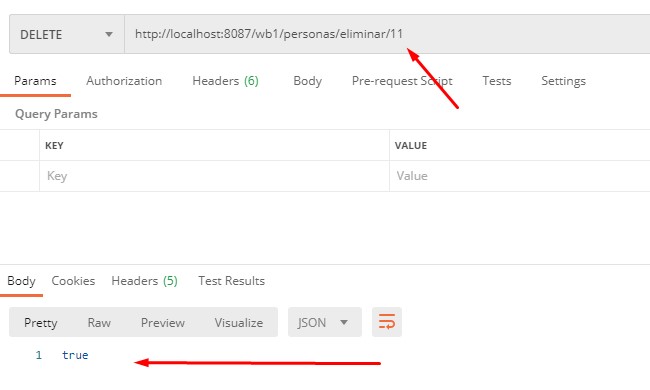 DELETE http://localhost:8087/wb1/personas/eliminar/11
Params Authorization Headers (6) Body Pre-request Script Tests Settings
Query Params
KEY VALUE
Key Value
Body Cookies Headers (5) Test Results
Pretty Raw Preview Visualize JSON
1 true